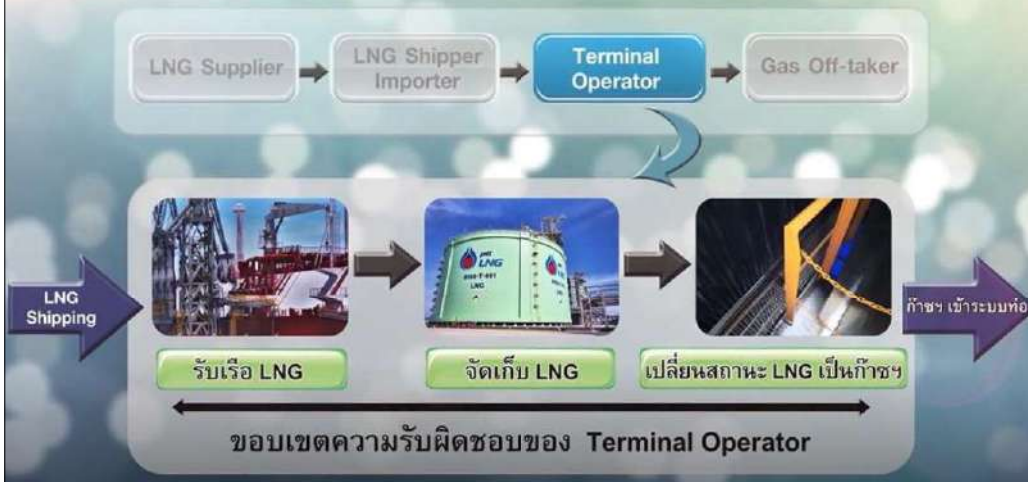 LNG Supplier
LNG Shipper
Importer
Terminal
Operator
Gas Off-taker
LNG
Shipping
LNG
LNG
ก๊าซฯ เข้าระบบท่อ
รับเรือ LNG
จัดเก็บ LNG
เปลี่ยนสถานะ LNG เป็นก๊าซฯ
ขอบเขตความรับผิดชอบของ Terminal Operator